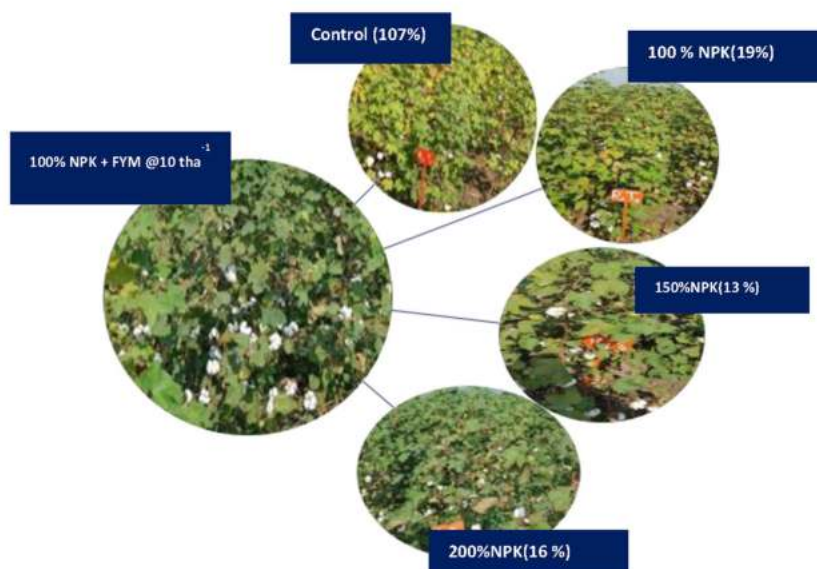 Control (107%)
100 % NPK(19%)
100% NPK + FYM @10 tha⁻¹
150%NPK(13 %)
200%NPK(16 %)